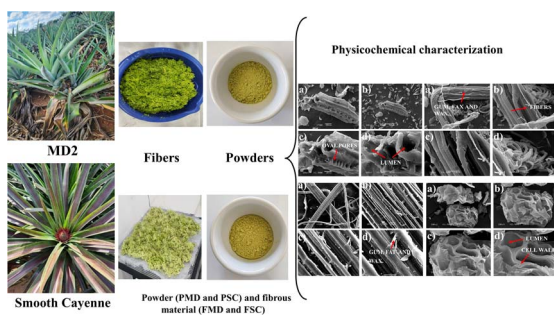 Physicochemical characterization
MD2
Fibers
Powders
Smooth Cayenne
Powder (PMD and PSC) and fibrous
material (FMD and FSC)
a)
b)
a)
b)
GUM, FAX AND
WAX
FIBERS
c)
OVAL PORES
d)
LUMEN
c)
d)
a)
b)
a)
b)
c)
d)
GUM, FAT AND
WAX
c)
d)
LUMEN
CELL WALL